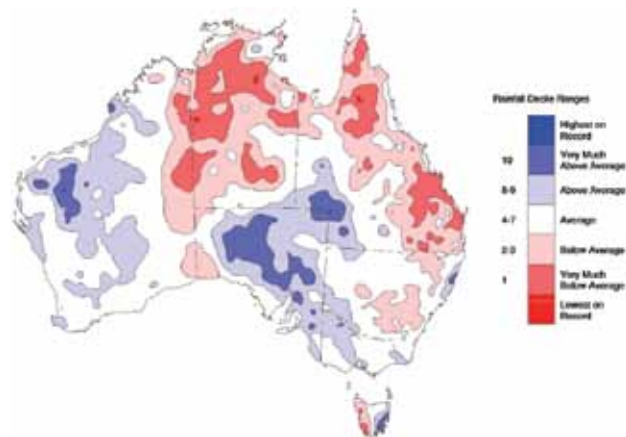 Rainfall Decile Ranges
Highest on
Record
10
Very Much
Above Average
8-9
Above Average
4-7
Average
2-3
Below Average
1
Very Much
Below Average
Lowest on
Record